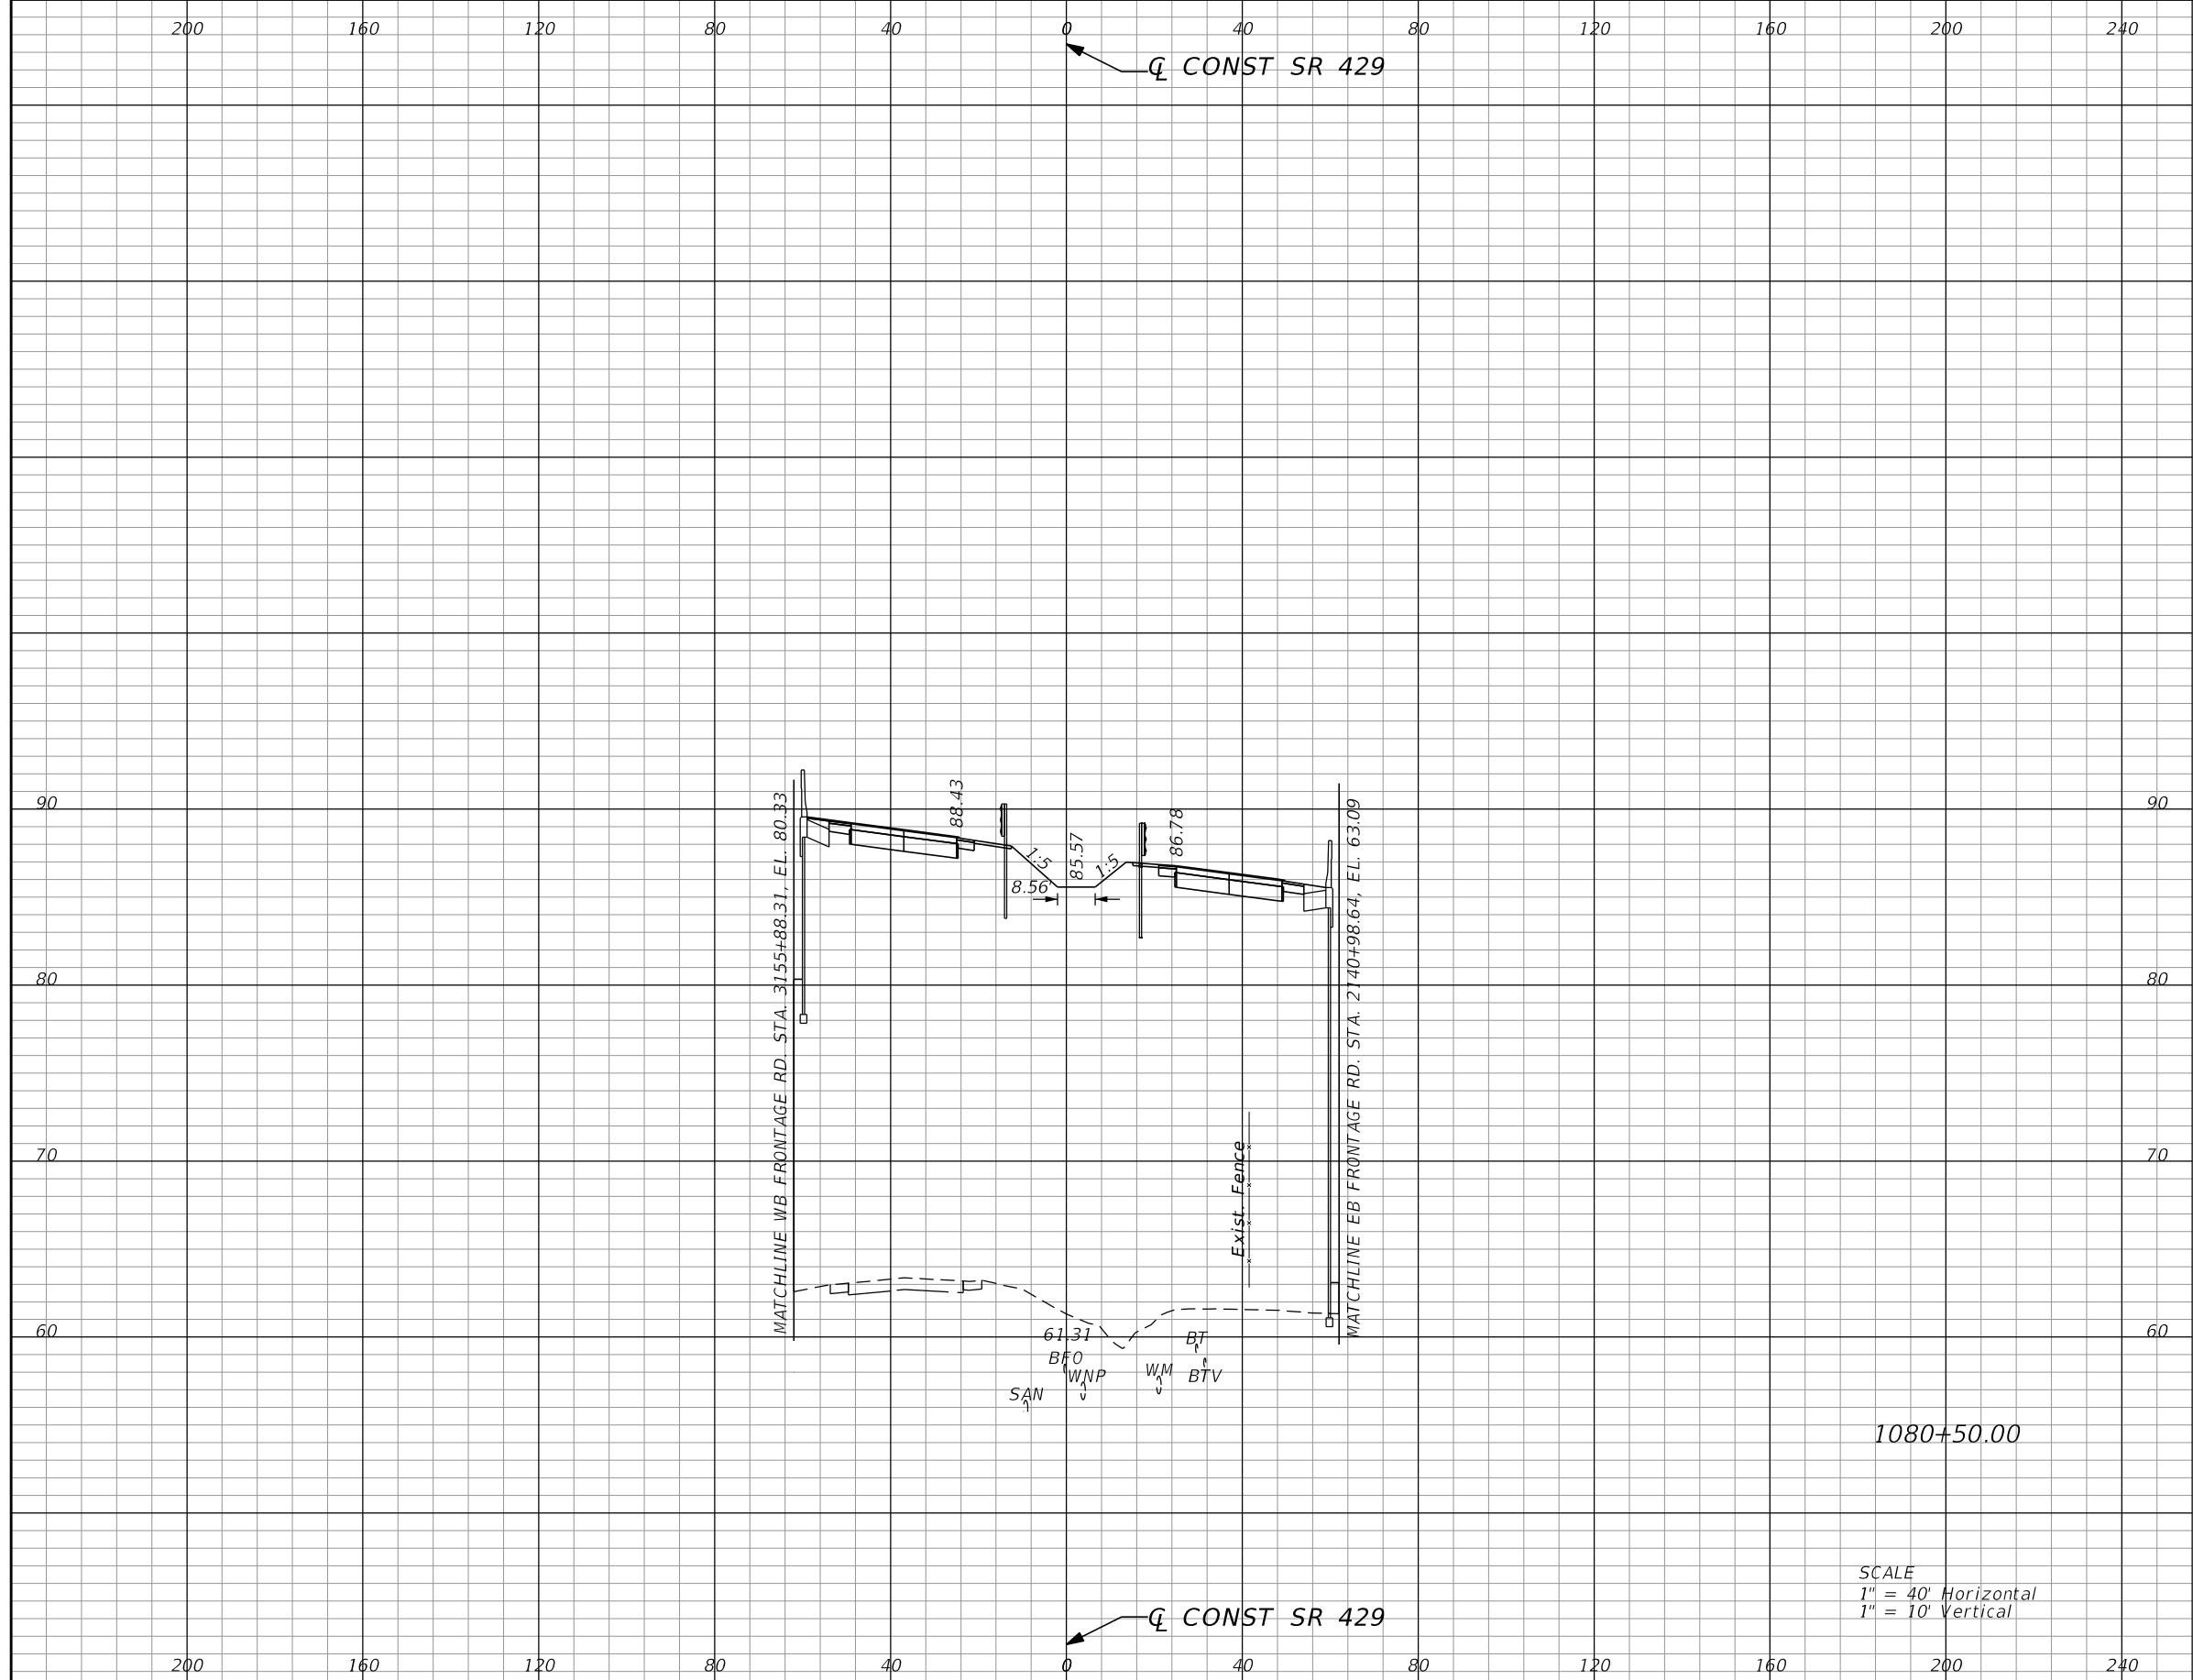 200 160 120 80 40 0 40 80 120 160 200 240
℄ CONST SR 429
90 90
80 80
70 70
60 60
MATCHLINE WB FRONTAGE RD. STA. 3155+88.31, EL. 80.33
88.43
1:5
8.56'
85.57
1:5
86.78
MATCHLINE EB FRONTAGE RD. STA. 2140+98.64, EL. 63.09
Exist. Fence
61.31
BT
BFO
WNP
WM
BTV
SAN
1080+50.00
SCALE
1" = 40' Horizontal
1" = 10' Vertical
℄ CONST SR 429
200 160 120 80 40 0 40 80 120 160 200 240